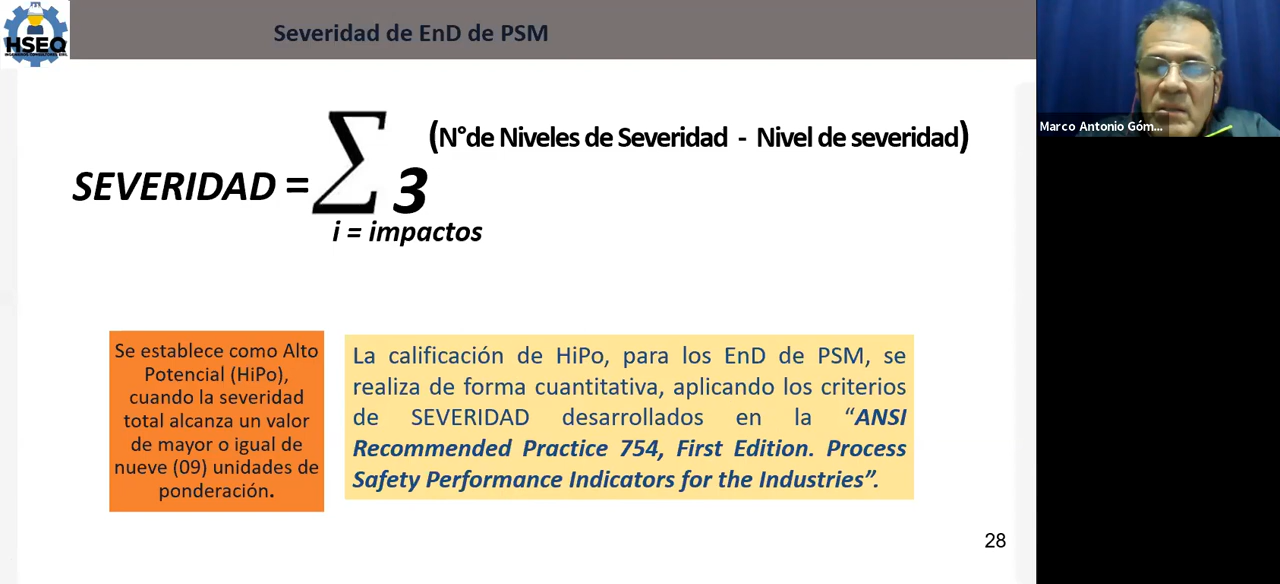 HSEQ
Severidad de EnD de PSM
Marco Antonio Góm...
(N°de Niveles de Severidad - Nivel de severidad)
SEVERIDAD = ∑ 3
i = impactos
Se establece como Alto
Potencial (HiPo),
cuando la severidad
total alcanza un valor
de mayor o igual de
nueve (09) unidades de
ponderación.
La calificación de HiPo, para los EnD de PSM, se
realiza de forma cuantitativa, aplicando los criterios
de SEVERIDAD desarrollados en la “ANSI
Recommended Practice 754, First Edition. Process
Safety Performance Indicators for the Industries”.
28